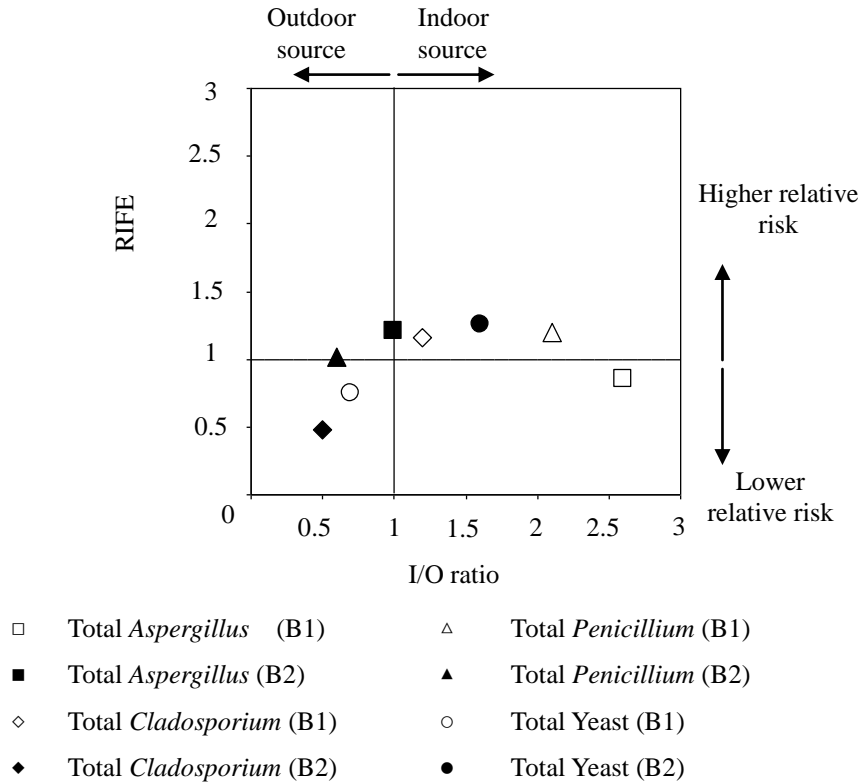 Outdoor
source
Indoor
source
3
2.5
2
1.5
1
0.5
0
RIFE
0.5
1
1.5
2
2.5
3
I/O ratio
Higher relative
risk
Lower
relative risk
Total Aspergillus (B1)
Total Aspergillus (B2)
Total Cladosporium (B1)
Total Cladosporium (B2)
Total Penicillium (B1)
Total Penicillium (B2)
Total Yeast (B1)
Total Yeast (B2)